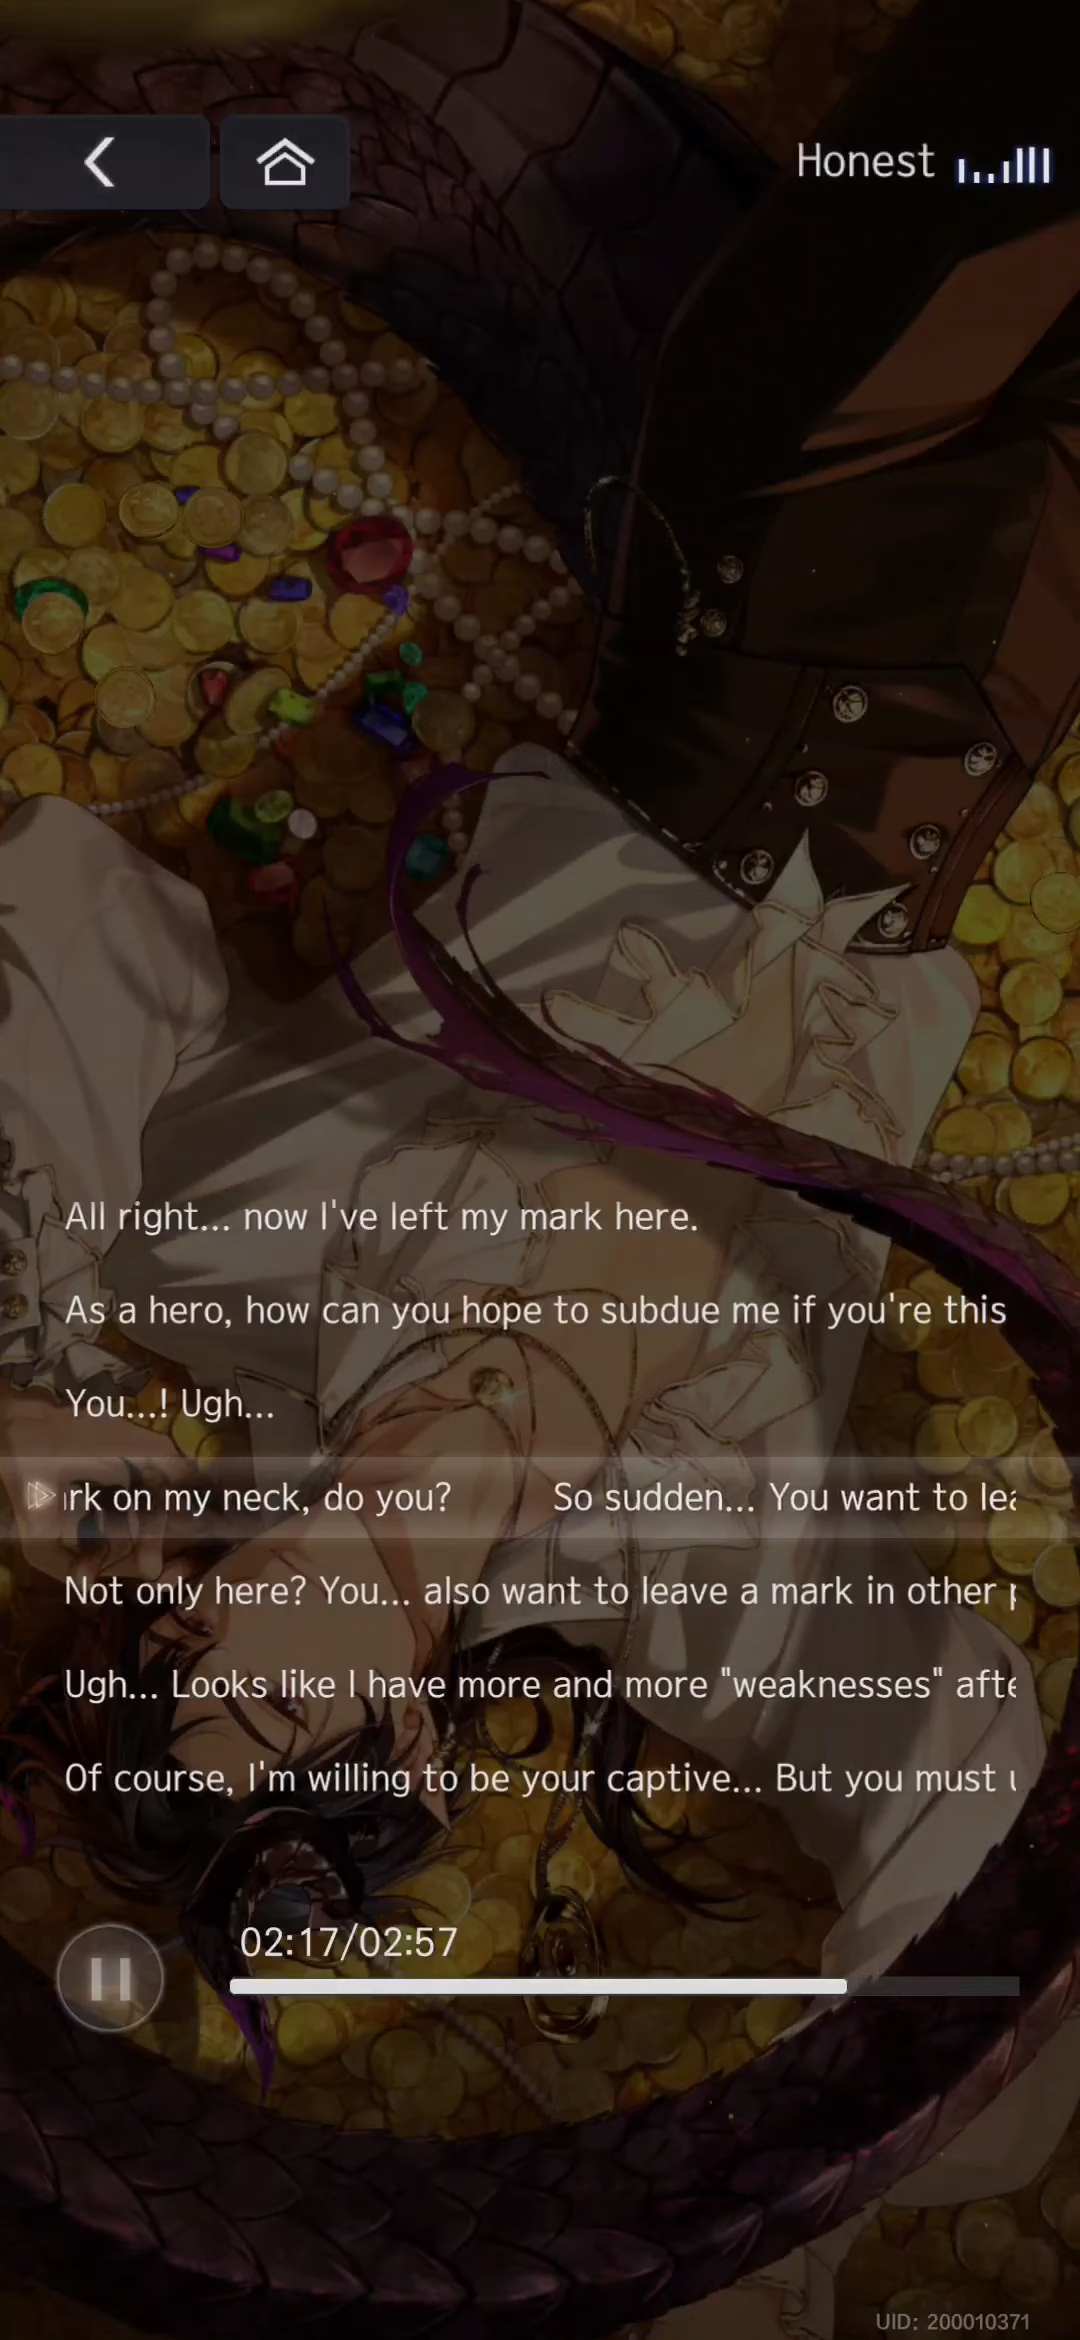 Honest
All right... now I've left my mark here.
As a hero, how can you hope to subdue me if you're this
You...! Ugh...
rk on my neck, do you? So sudden... You want to lea
Not only here? You... also want to leave a mark in other
Ugh... Looks like I have more and more "weaknesses" afte
Of course, I'm willing to be your captive... But you must
02:17/02:57
UID: 200010371